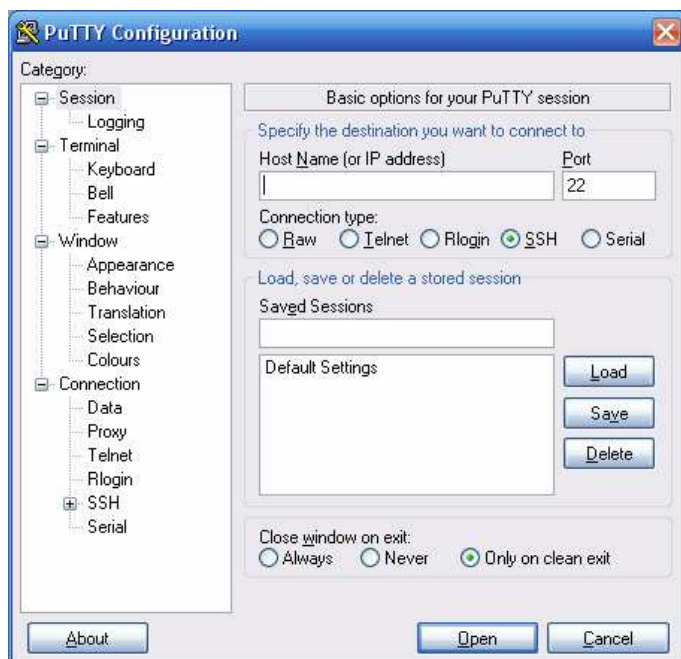 PuTTY Configuration
Category:
Session
Logging
Terminal
Keyboard
Bell
Features
Window
Appearance
Behaviour
Translation
Selection
Colours
Connection
Data
Proxy
Telnet
Rlogin
SSH
Serial
Basic options for your PuTTY session
Specify the destination you want to connect to
Host Name (or IP address) Port
22
Connection type:
Raw Telnet Rlogin SSH Serial
Load, save or delete a stored session
Saved Sessions
Default Settings
Load
Save
Delete
Close window on exit:
Always Never Only on clean exit
About Open Cancel